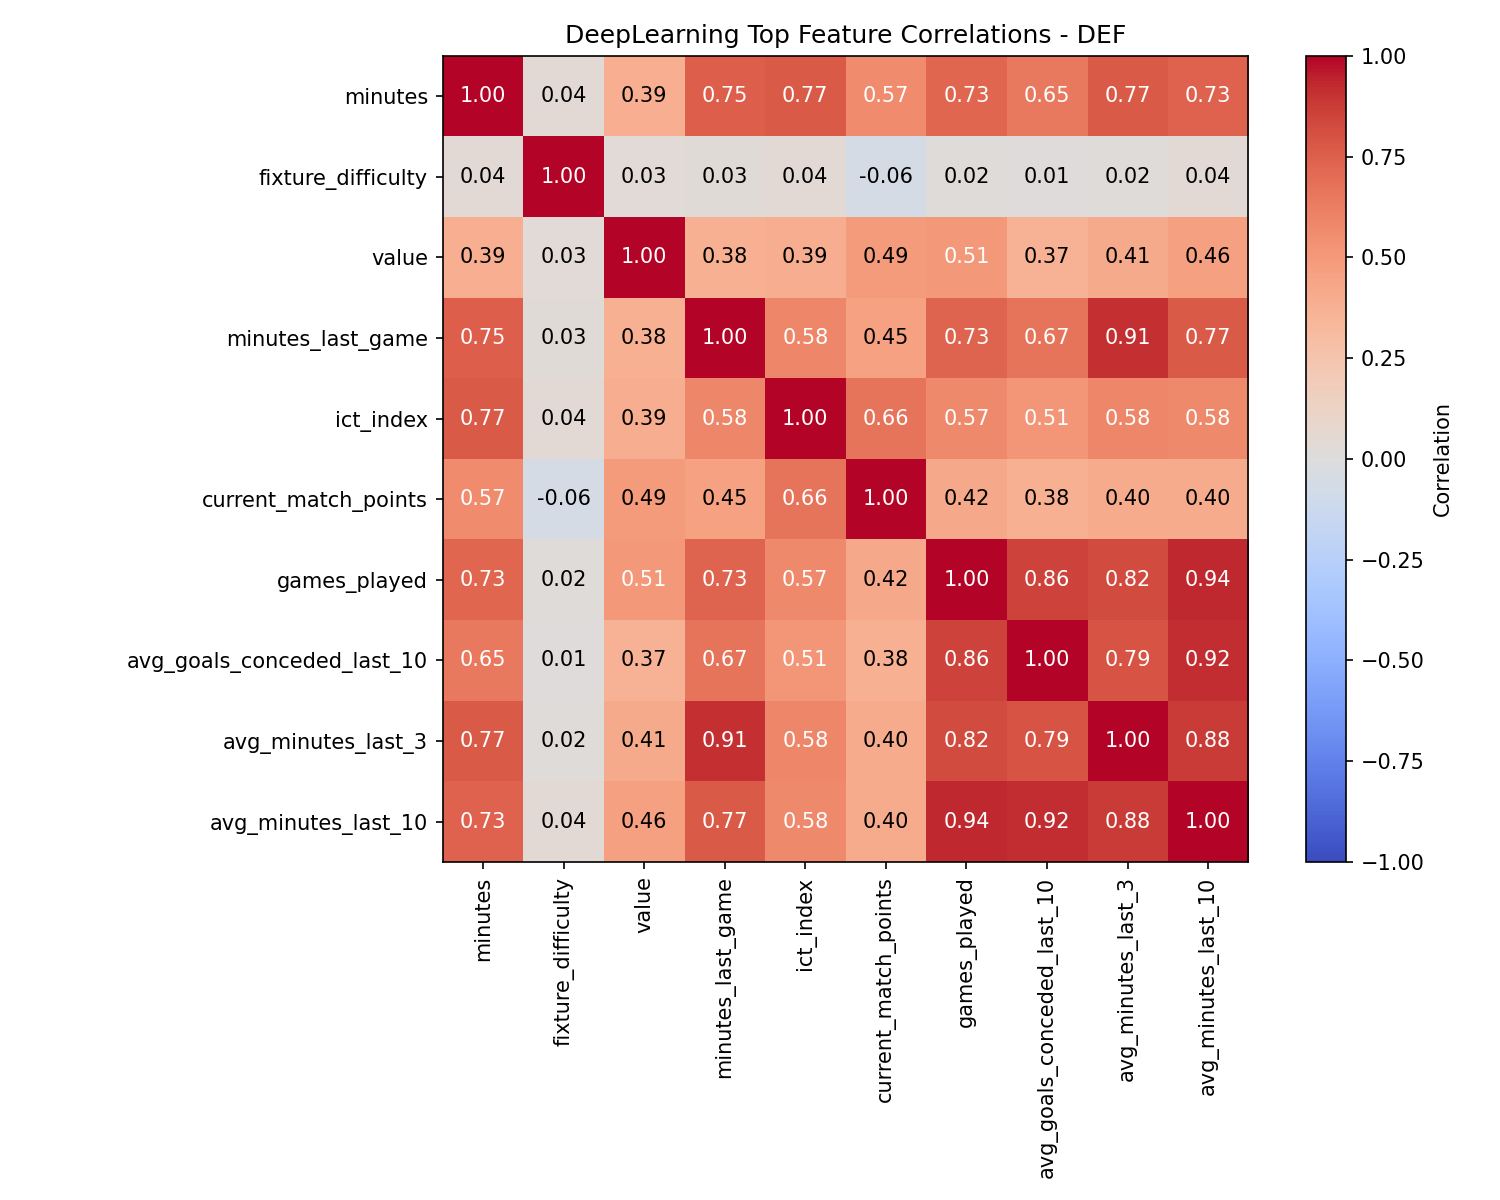 DeepLearning Top Feature Correlations - DEF
minutes 1.00 0.04 0.39 0.75 0.77 0.57 0.73 0.65 0.77 0.73
fixture_difficulty 0.04 1.00 0.03 0.03 0.04 -0.06 0.02 0.01 0.02 0.04
value 0.39 0.03 1.00 0.38 0.39 0.49 0.51 0.37 0.41 0.46
minutes_last_game 0.75 0.03 0.38 1.00 0.58 0.45 0.73 0.67 0.91 0.77
ict_index 0.77 0.04 0.39 0.58 1.00 0.66 0.57 0.51 0.58 0.58
current_match_points 0.57 -0.06 0.49 0.45 0.66 1.00 0.42 0.38 0.40 0.40
games_played 0.73 0.02 0.51 0.73 0.57 0.42 1.00 0.86 0.82 0.94
avg_goals_conceded_last_10 0.65 0.01 0.37 0.67 0.51 0.38 0.86 1.00 0.79 0.92
avg_minutes_last_3 0.77 0.02 0.41 0.91 0.58 0.40 0.82 0.79 1.00 0.88
avg_minutes_last_10 0.73 0.04 0.46 0.77 0.58 0.40 0.94 0.92 0.88 1.00
minutes
fixture_difficulty
value
minutes_last_game
ict_index
current_match_points
games_played
avg_goals_conceded_last_10
avg_minutes_last_3
avg_minutes_last_10
1.00
0.75
0.50
0.25
0.00
−0.25
−0.50
−0.75
−1.00
Correlation